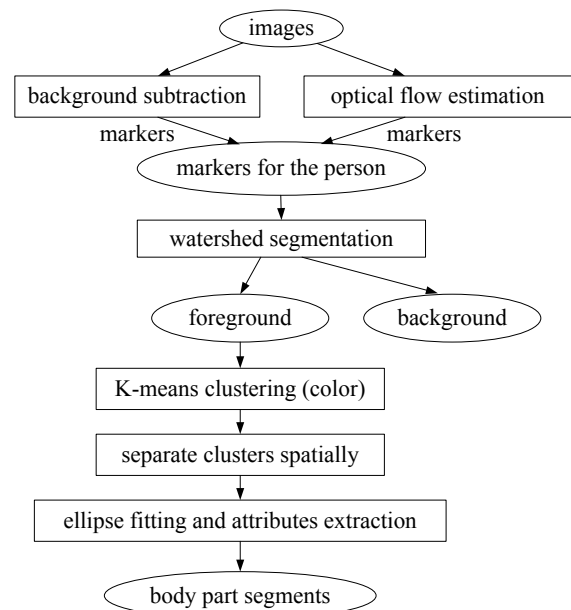 images
background subtraction
optical flow estimation
markers
markers
markers for the person
watershed segmentation
foreground
background
K-means clustering (color)
separate clusters spatially
ellipse fitting and attributes extraction
body part segments